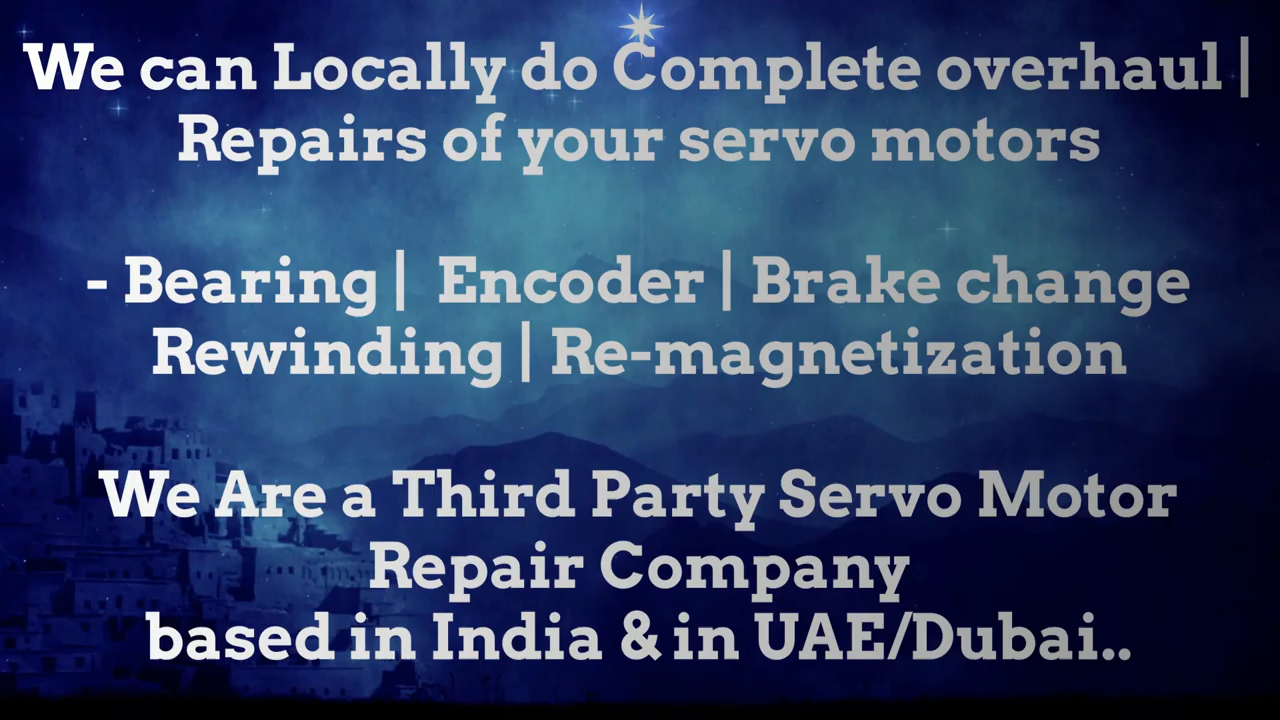 We can Locally do Complete overhaul |
Repairs of your servo motors
- Bearing | Encoder | Brake change
Rewinding | Re-magnetization
We Are a Third Party Servo Motor
Repair Company
based in India & in UAE/Dubai..